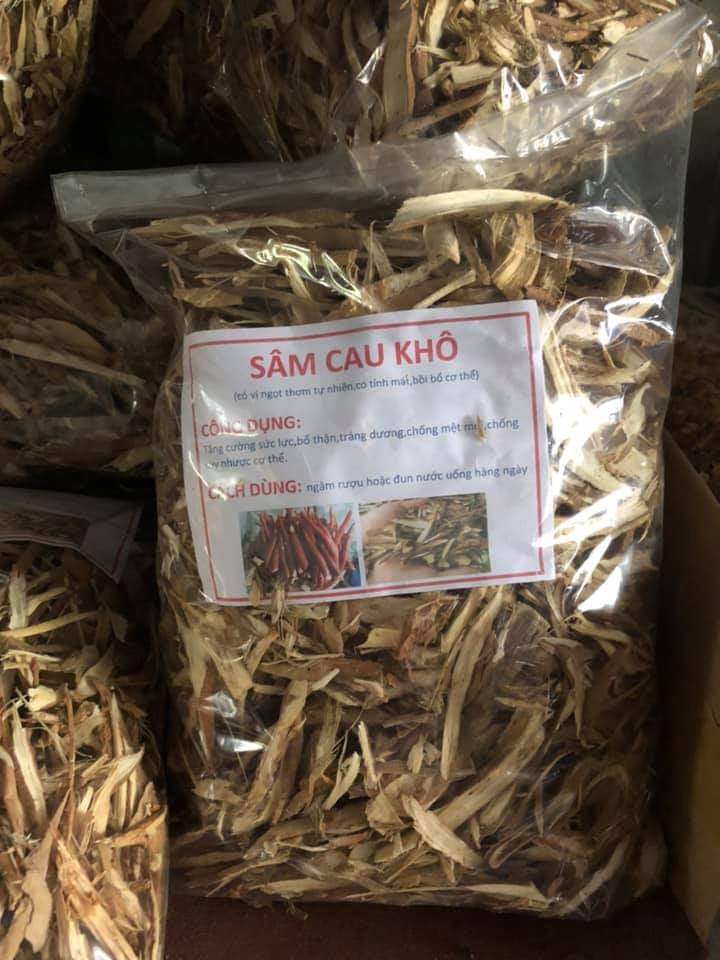 SÂM CAU KHÔ
(có vị ngọt thơm tự nhiên,có tính mát,bồi bổ cơ thể)
CÔNG DỤNG:
Tăng cường sức lực,bổ thận,tráng dương,chống mệt mỏi,chống
nhược cơ thể.
CÁCH DÙNG: ngâm rượu hoặc đun nước uống hàng ngày